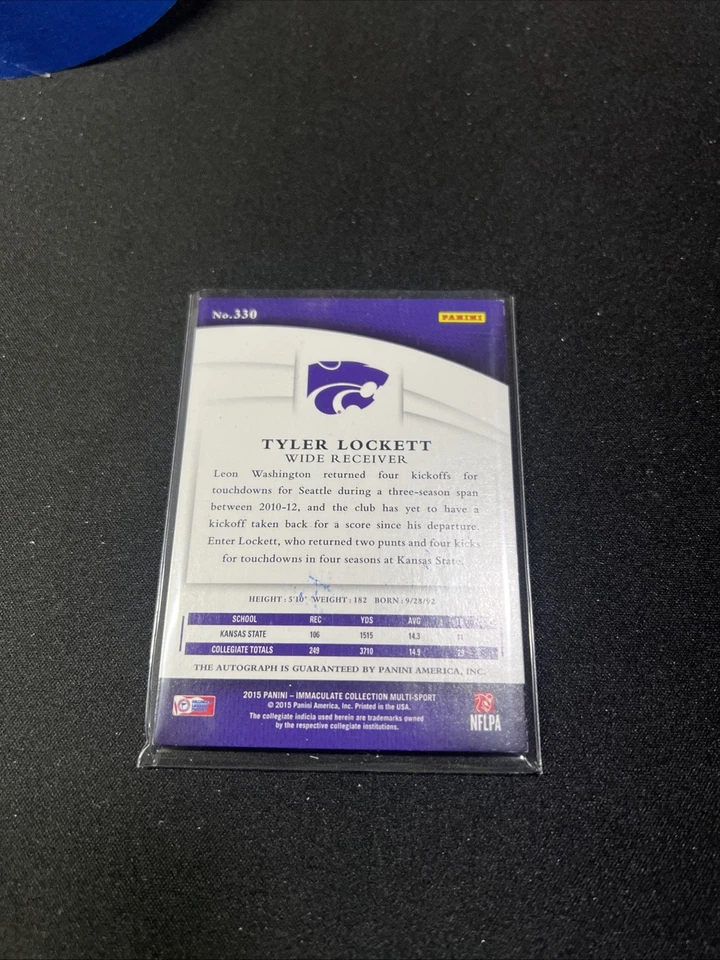 No.330
PANINI
TYLER LOCKETT
WIDE RECEIVER
Leon Washington returned four kickoffs for
touchdowns for Seattle during a three-season span
between 2010-12, and the club has yet to have a
kickoff taken back for a score since his departure.
Enter Lockett, who returned two punts and four kicks
for touchdowns in four seasons at Kansas State.
HEIGHT: 5'10" WEIGHT: 182 BORN: 9/28/92
SCHOOL REC YDS AVG
KANSAS STATE 106 1515 14.3 11
COLLEGIATE TOTALS 249 3710 14.9 29
THE AUTOGRAPH IS GUARANTEED BY PANINI AMERICA, INC.
2015 PANINI – IMMACULATE COLLECTION MULTI-SPORT
© 2015 Panini America, Inc. Printed in the USA.
The collegiate indicia used herein are trademarks owned
by the respective collegiate institutions.
NFLPA